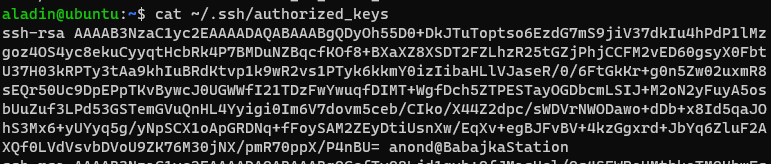 aladin@ubuntu:~$ cat ~/.ssh/authorized_keys
ssh-rsa AAAAB3NzaC1yc2EAAAADAQABAAABgQDyOh55D0+DkJTuToptso6EzdG7mS9jiV37dkIu4hPdP1lMz
goz4OS4yc8ekuCyyqtHcbRk4P7BMDuNZBqcfKOf8+BXaXZ8XSDT2FZLhzR25tGZjPhjCCFM2vED60gsyX0Fbt
U37H03kRPTy3tAa9khIuBRdKtvp1k9wR2vs1PTyk6kkmY0izIibaHLlVJaseR/0/6FtGkKr+g0n5Zw02uxmR8
sEQr50Uc9DpEPpTKvBywcJ0UGWWfI21TDzFwYwuqfDIMT+WgfDch5ZTPESTayOGDbcmLSIJ+M2oN2yFuyA5os
bUuZuf3LPd53GSTemGVuQnHL4Yyigi0Im6V7dovm5ceb/CIko/X44Z2dpc/sWDVrNWODawo+dDb+x8Id5qaJO
hS3Mx6+yUYyq5g/yNpSCX1oApGRDNq+fFoySAM2ZEyDtiUsnXw/EqXv+egBJFvBV+4kzGgxrd+JbYq6ZluF2A
XQf0LVdVsvbDVoU9ZK76M30jNX/pmR70ppX/P4nBU= anond@BabajkaStation